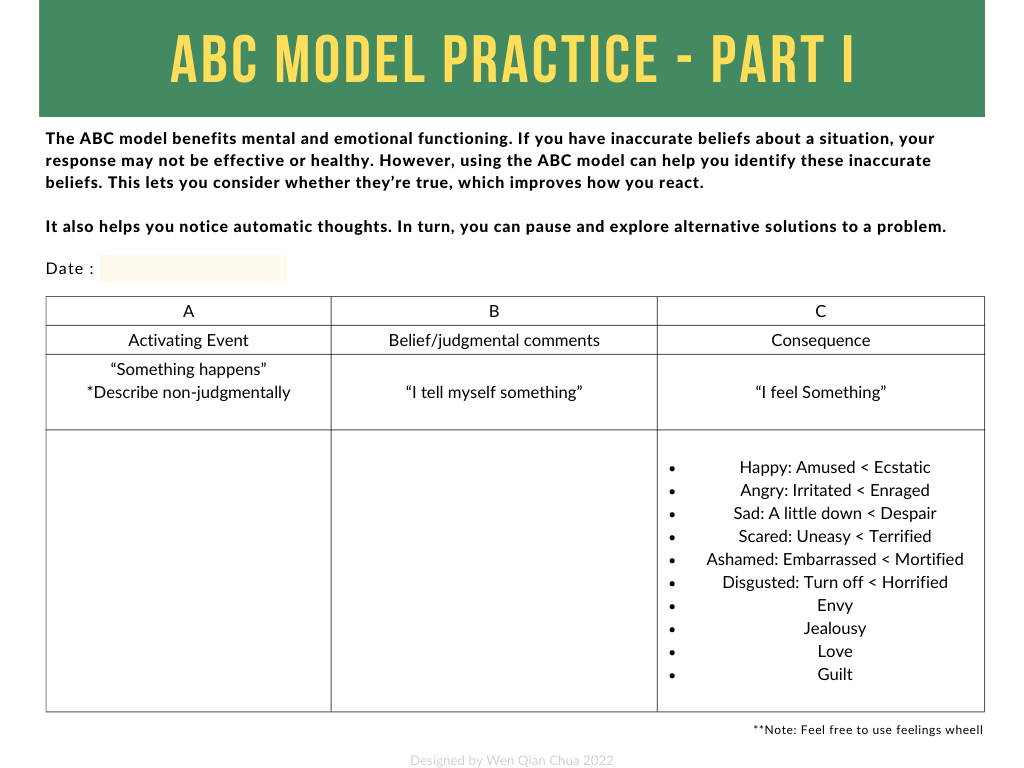 ABC MODEL PRACTICE - PART I
The ABC model benefits mental and emotional functioning. If you have inaccurate beliefs about a situation, your
response may not be effective or healthy. However, using the ABC model can help you identify these inaccurate
beliefs. This lets you consider whether they’re true, which improves how you react.
It also helps you notice automatic thoughts. In turn, you can pause and explore alternative solutions to a problem.
Date :
A
B
C
Activating Event
Belief/judgmental comments
Consequence
“Something happens”
*Describe non-judgmentally
“I tell myself something”
“I feel Something”
• Happy: Amused < Ecstatic
• Angry: Irritated < Enraged
• Sad: A little down < Despair
• Scared: Uneasy < Terrified
• Ashamed: Embarrassed < Mortified
• Disgusted: Turn off < Horrified
• Envy
• Jealousy
• Love
• Guilt
**Note: Feel free to use feelings wheell
Designed by Wen Qian Chua 2022